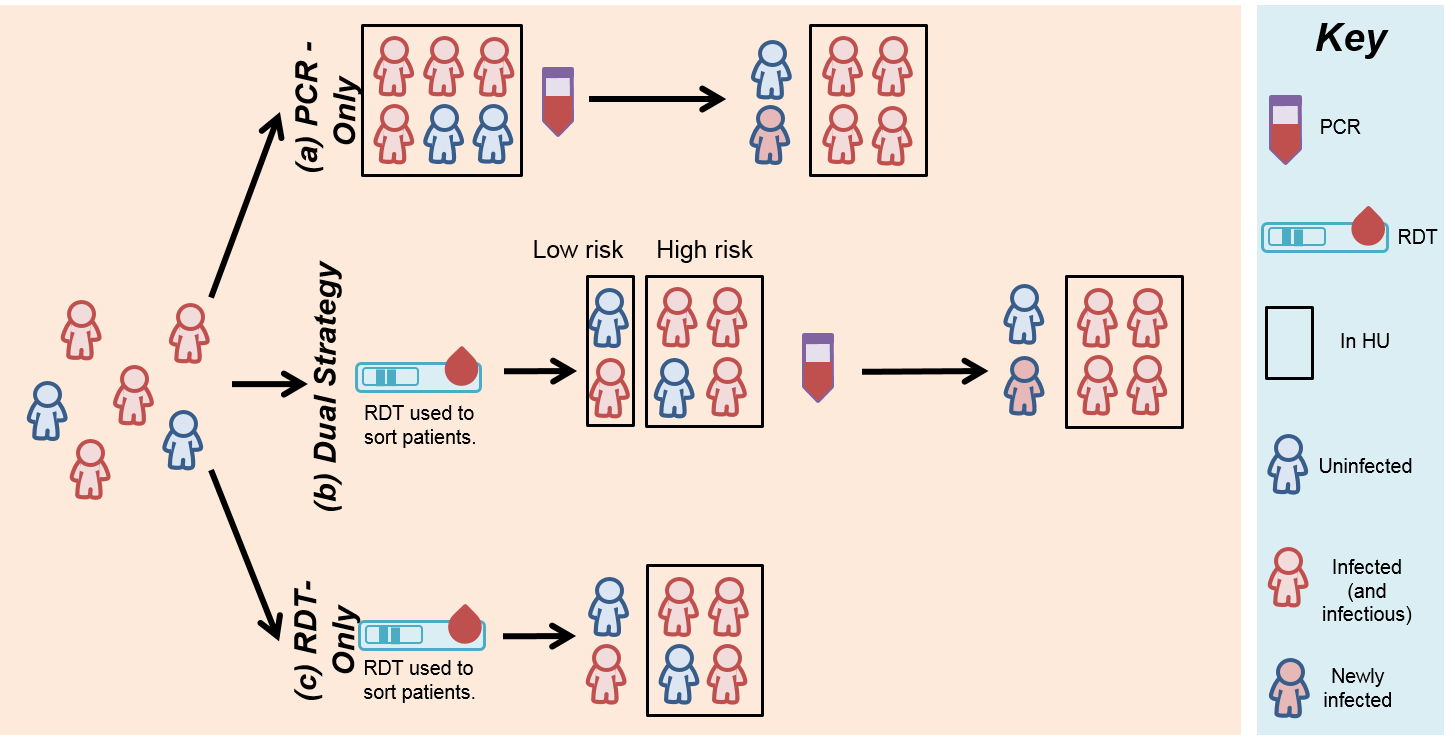 (a) PCR -
Only
Low risk
High risk
(b) Dual Strategy
RDT used to
sort patients.
(c) RDT-
Only
RDT used to
sort patients.
Key
PCR
RDT
In HU
Uninfected
Infected
(and
infectious)
Newly
infected